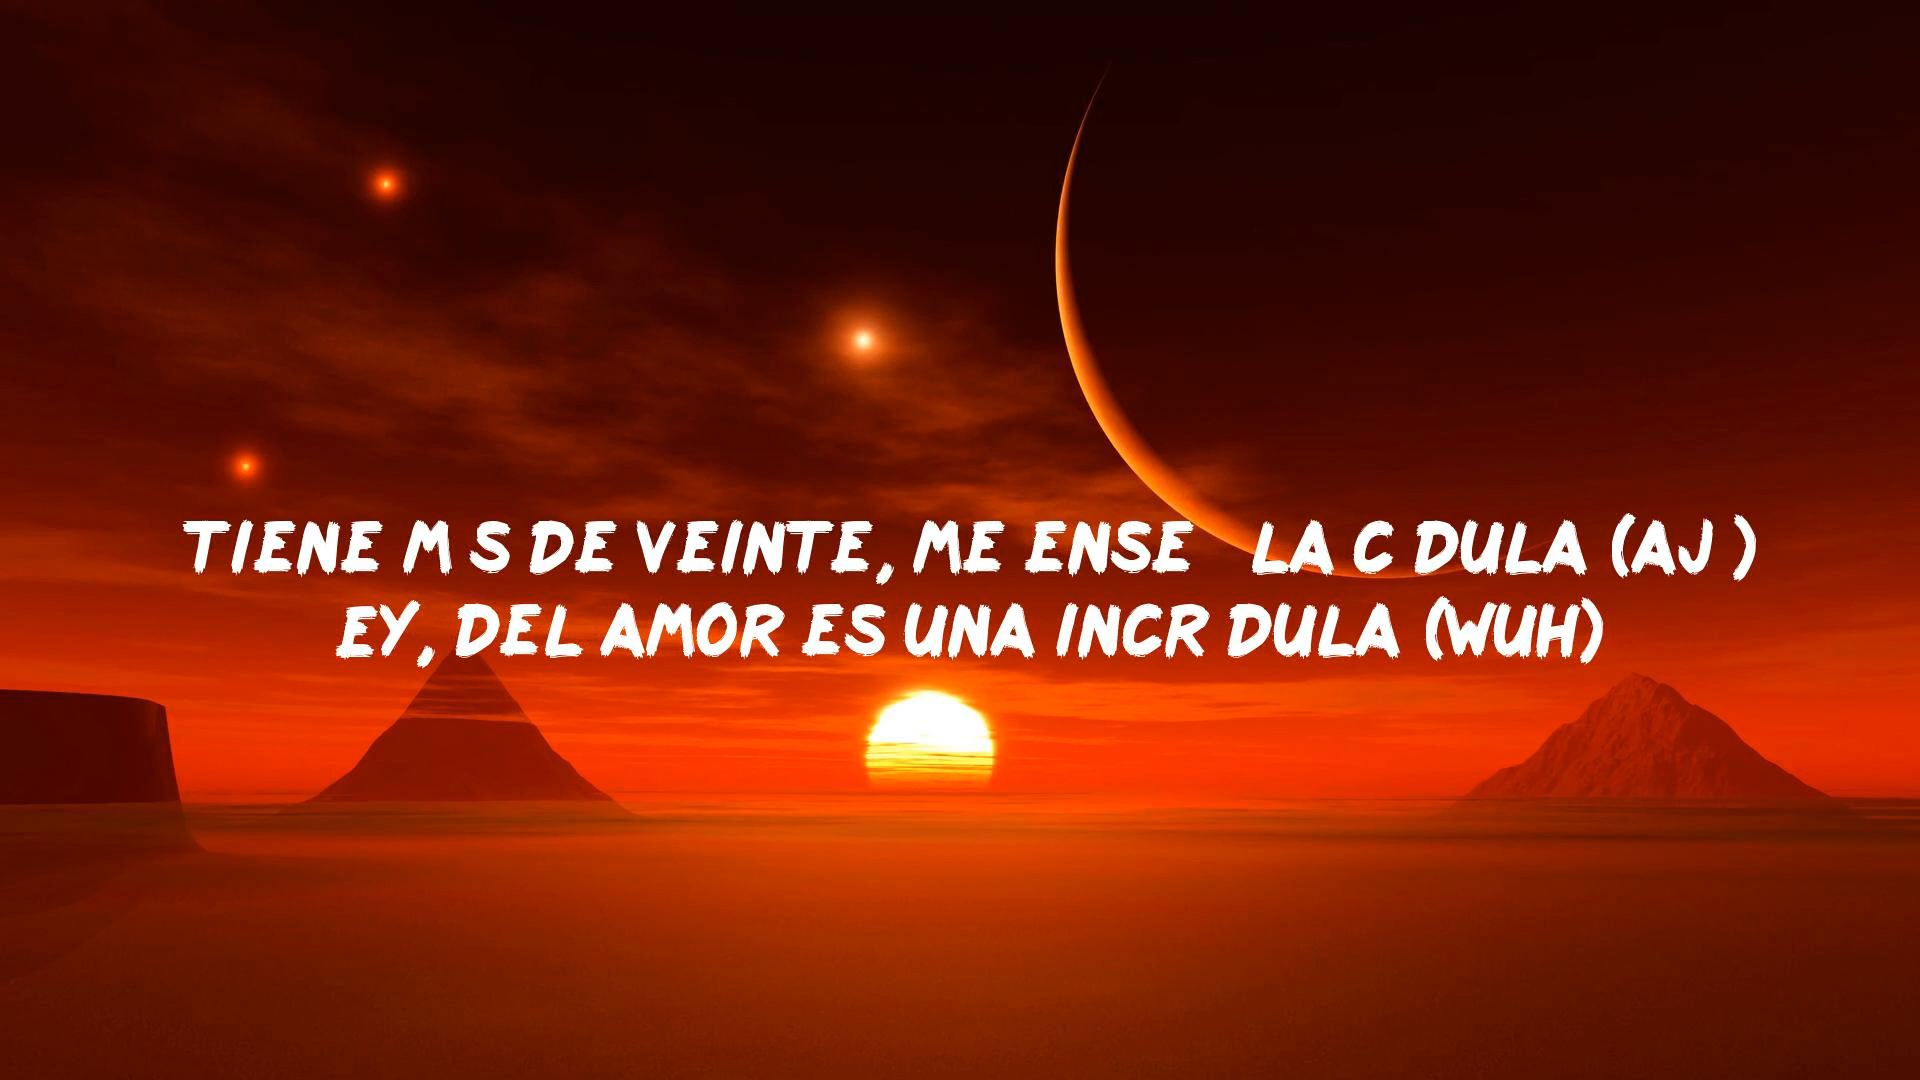 TIENE M S DE VEINTE, ME ENSE   LA C DULA (AJ )
EY, DEL AMOR ES UNA INCR DULA (WUH)